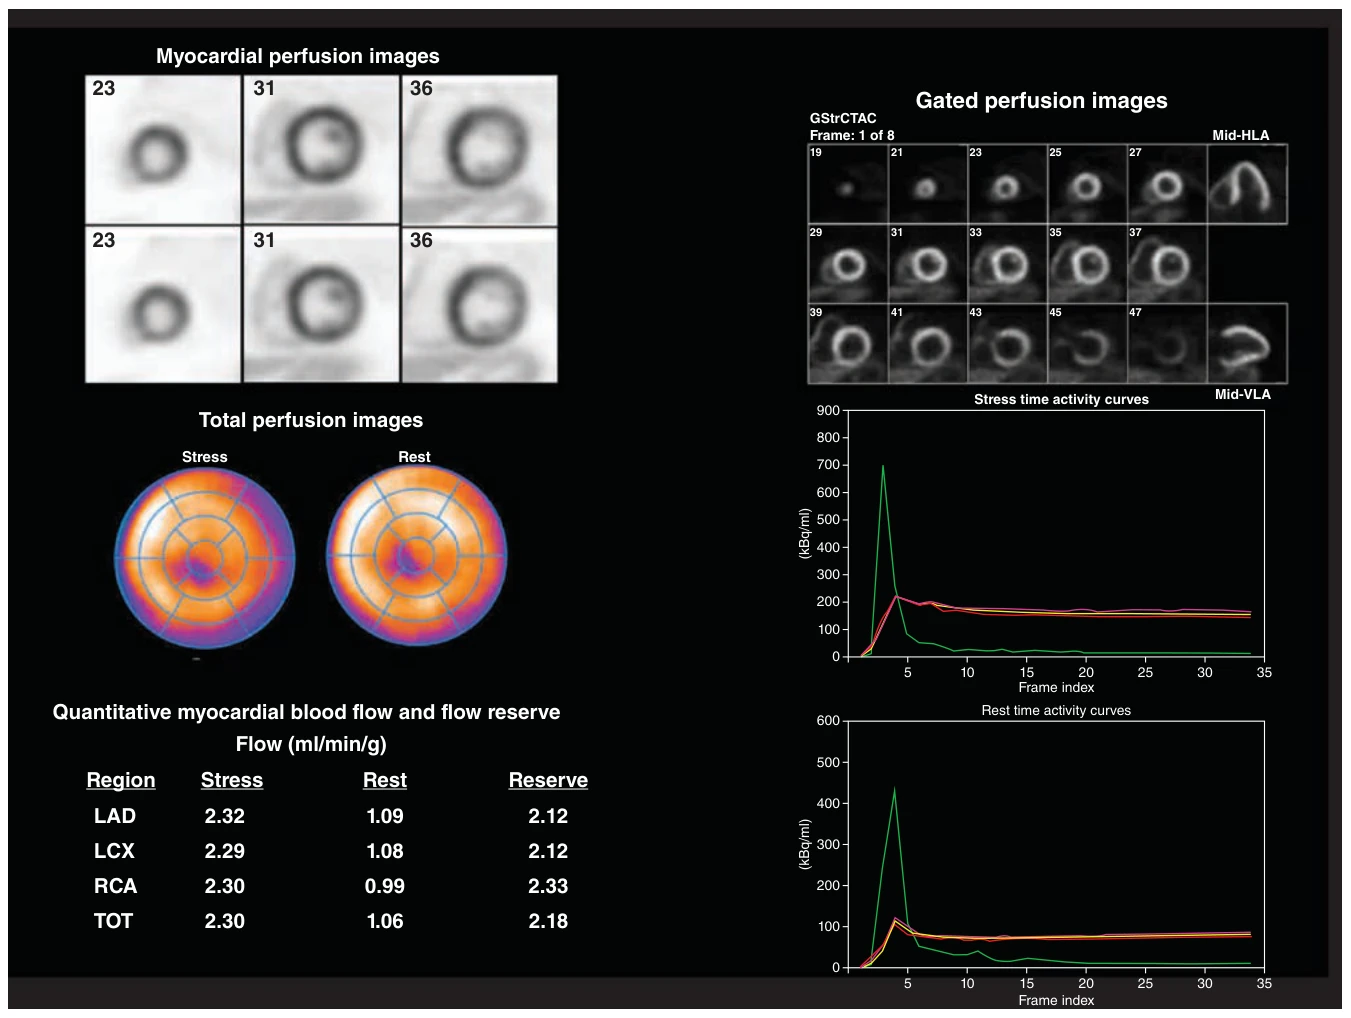 Myocardial perfusion images
23 31 36
23 31 36
Total perfusion images
Stress Rest
Quantitative myocardial blood flow and flow reserve
Flow (ml/min/g)
Region Stress Rest Reserve
LAD 2.32 1.09 2.12
LCX 2.29 1.08 2.12
RCA 2.30 0.99 2.33
TOT 2.30 1.06 2.18
Gated perfusion images
GStrCTAC
Frame: 1 of 8 Mid-HLA
19 21 23 25 27
29 31 33 35 37
39 41 43 45 47
Mid-VLA
Stress time activity curves
900
800
700
600
500
400
300
200
100
0
(kBq/ml)
5 10 15 20 25 30 35
Frame index
Rest time activity curves
600
500
400
300
200
100
0
(kBq/ml)
5 10 15 20 25 30 35
Frame index